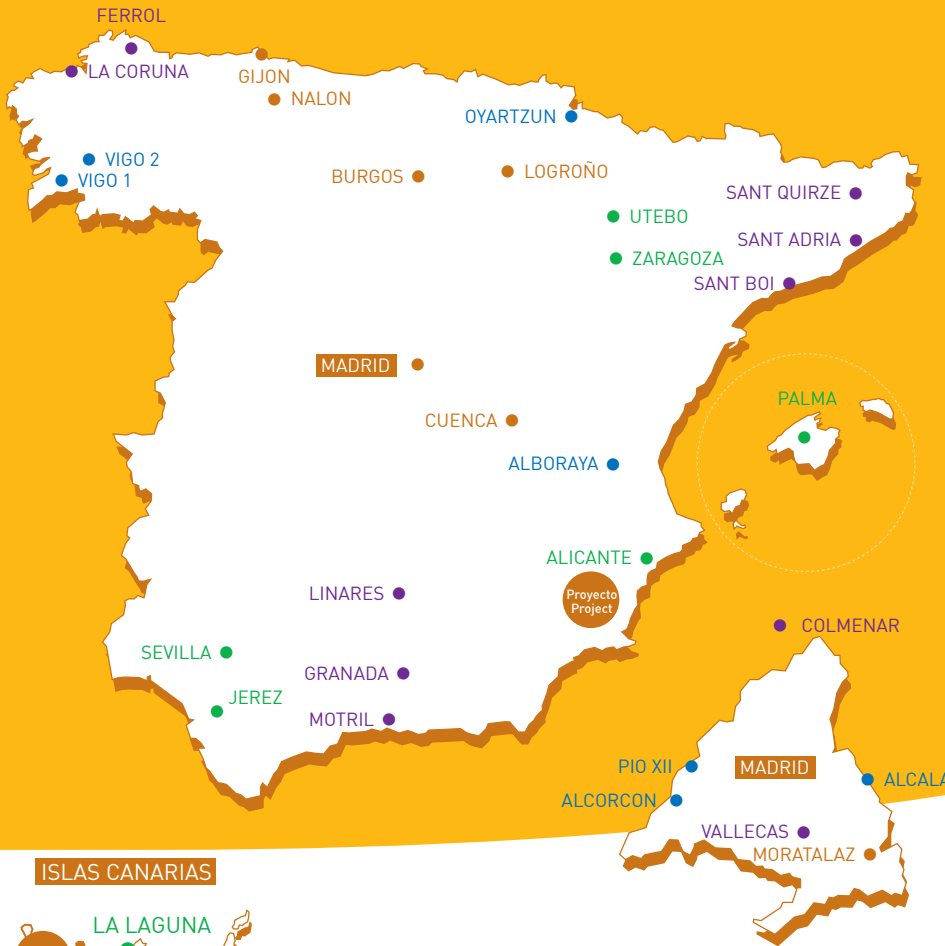 FERROL
LA CORUNA
GIJON
NALON
OYARTZUN
VIGO 2
VIGO 1
BURGOS
LOGROÑO
SANT QUIRZE
UTEBO
SANT ADRIA
ZARAGOZA
SANT BOI
MADRID
PALMA
CUENCA
ALBORAYA
ALICANTE
LINARES
Proyecto
Project
COLMENAR
SEVILLA
GRANADA
JEREZ
MOTRIL
PIO XII
MADRID
ALCALA
ALCORCON
VALLECAS
MORATALAZ
ISLAS CANARIAS
LA LAGUNA